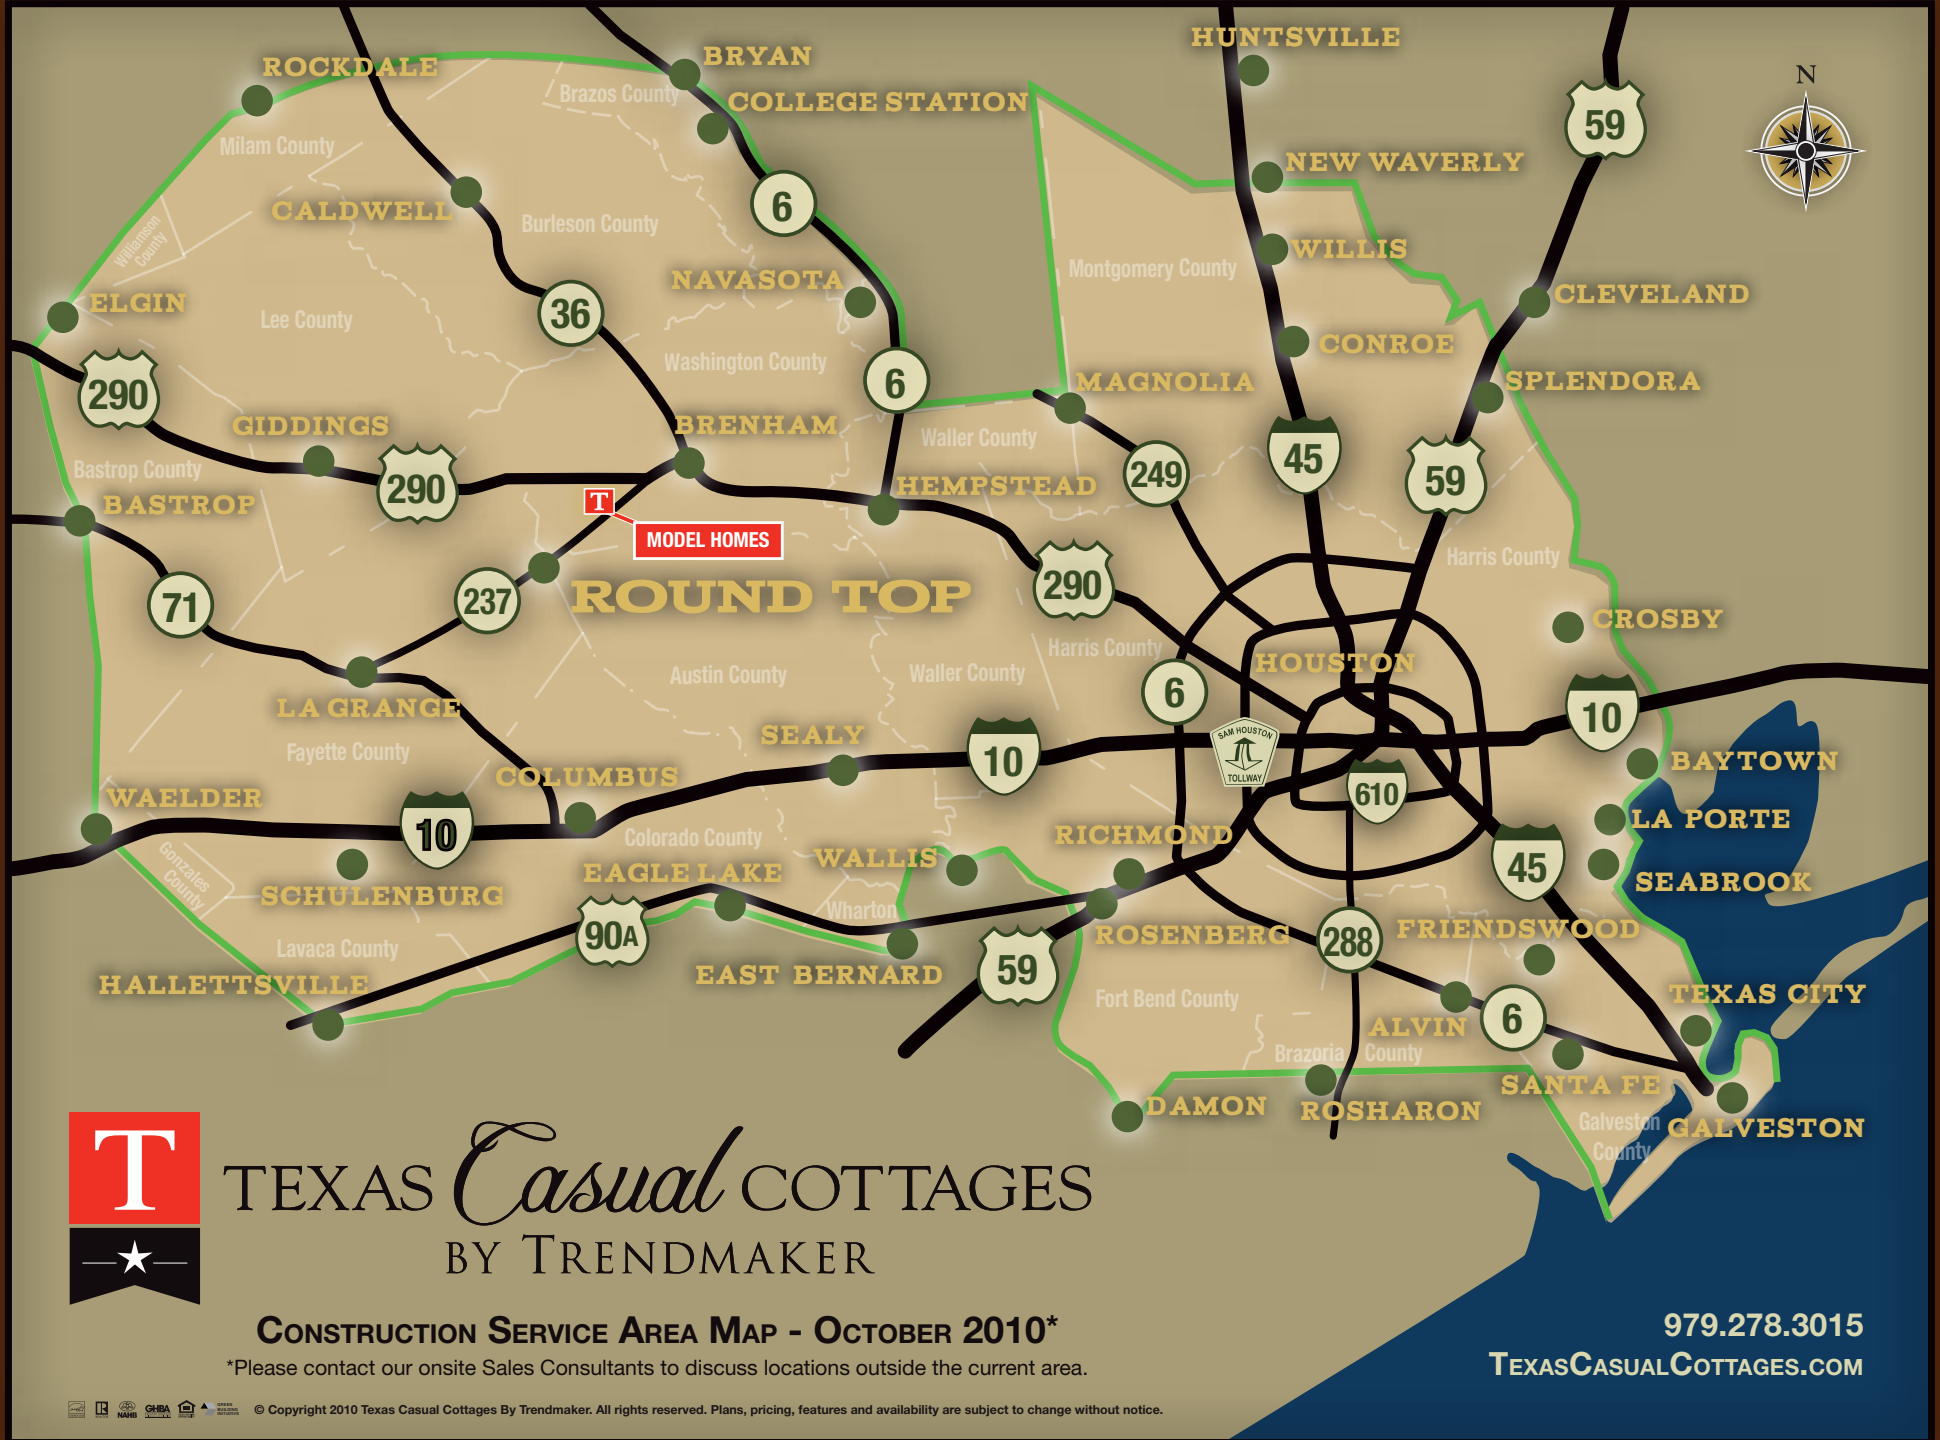 HUNTSVILLE
BRYAN
ROCKDALE
N
Brazos County
COLLEGE STATION
59
Milam County
NEW WAVERLY
CALDWELL
6
Burleson County
Williamson
County
WILLIS
Montgomery County
NAVASOTA
CLEVELAND
ELGIN
36
Lee County
CONROE
Washington County
6
MAGNOLIA
SPLENDORA
290
GIDDINGS
BRENHAM
Waller County
45
Bastrop County
290
249
59
HEMPSTEAD
BASTROP
T
MODEL HOMES
Harris County
290
71
237
ROUND TOP
CROSBY
Harris County
HOUSTON
Austin County
Waller County
6
LA GRANGE
10
SEALY
SAM HOUSTON
TOLLWAY
Fayette County
10
BAYTOWN
COLUMBUS
610
WAELDER
LA PORTE
10
Colorado County
RICHMOND
Gonzales
County
WALLIS
45
EAGLE LAKE
SEABROOK
SCHULENBURG
Wharton
90A
ROSENBERG
288
FRIENDSWOOD
Lavaca County
EAST BERNARD
59
HALLETTSVILLE
Fort Bend County
TEXAS CITY
ALVIN
6
Brazoria County
SANTA FE
DAMON
ROSHARON
Galveston
County
GALVESTON
T
TEXAS Casual COTTAGES
BY TRENDMAKER
CONSTRUCTION SERVICE AREA MAP - OCTOBER 2010*
*Please contact our onsite Sales Consultants to discuss locations outside the current area.
979.278.3015
TEXASCASUALCOTTAGES.COM
NAHB
GHBA
© Copyright 2010 Texas Casual Cottages By Trendmaker. All rights reserved. Plans, pricing, features and availability are subject to change without notice.